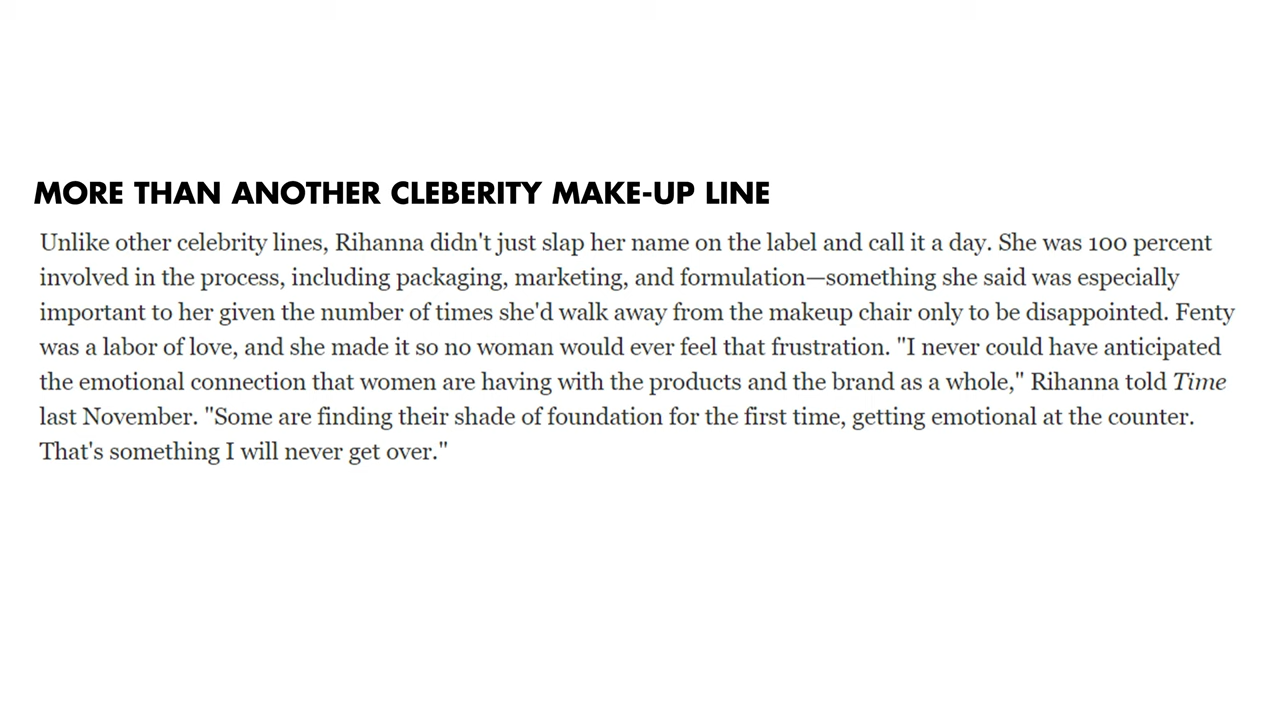 MORE THAN ANOTHER CLEBERITY MAKE-UP LINE
Unlike other celebrity lines, Rihanna didn't just slap her name on the label and call it a day. She was 100 percent
involved in the process, including packaging, marketing, and formulation—something she said was especially
important to her given the number of times she'd walk away from the makeup chair only to be disappointed. Fenty
was a labor of love, and she made it so no woman would ever feel that frustration. "I never could have anticipated
the emotional connection that women are having with the products and the brand as a whole," Rihanna told Time
last November. "Some are finding their shade of foundation for the first time, getting emotional at the counter.
That's something I will never get over."